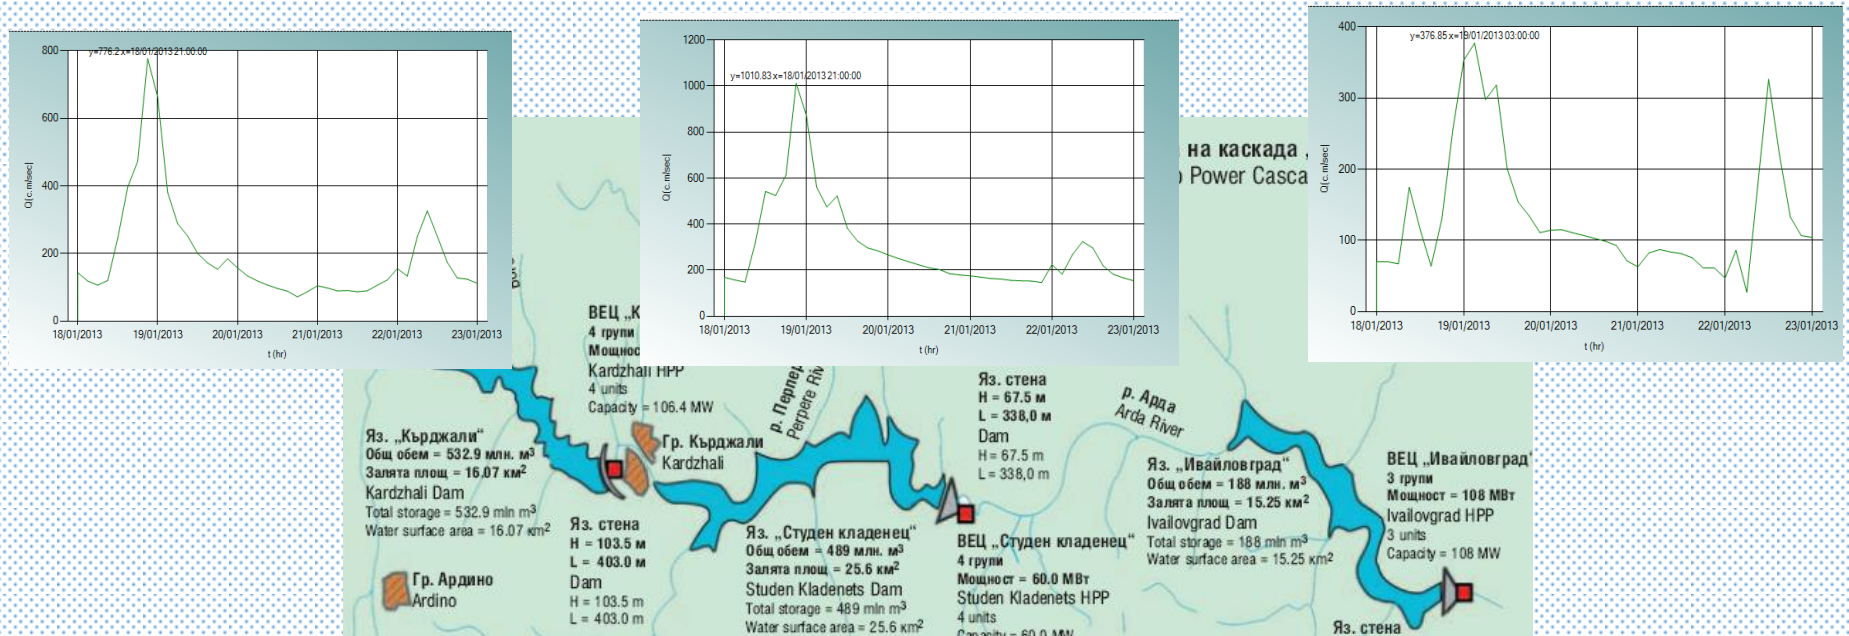 y=776.2 x=18/01/2013 21:00:00
800
600
400
200
0
Q[c.m/sec]
18/01/2013 19/01/2013 20/01/2013 21/01/2013 22/01/2013 23/01/2013
t (hr)
y=1010.83 x=18/01/2013 21:00:00
1200
1000
800
600
400
200
0
Q[c.m/sec]
18/01/2013 19/01/2013 20/01/2013 21/01/2013 22/01/2013 23/01/2013
t (hr)
y=376.85 x=19/01/2013 03:00:00
400
300
200
100
0
Q[c.m/sec]
18/01/2013 19/01/2013 20/01/2013 21/01/2013 22/01/2013 23/01/2013
t (hr)
на каскада „
Power Casca
ВЕЦ „К
4 групи
Мощнос
Kardzhali HPP
4 units
Capacity = 106.4 MW
р. Перпер
Perpere Riv
Яз. стена
H = 67.5 м
L = 338,0 м
Dam
H = 67.5 m
L = 338,0 m
р. Арда
Arda River
Яз. „Кърджали“
Общ обем = 532.9 млн. м³
Залята площ = 16.07 км²
Kardzhali Dam
Total storage = 532.9 mln m³
Water surface area = 16.07 км²
Гр. Кърджали
Kardzhali
Яз. стена
H = 103.5 м
L = 403.0 м
Dam
H = 103.5 m
L = 403.0 m
Гр. Ардино
Ardino
Яз. „Студен кладенец“
Общ обем = 489 млн. м³
Залята площ = 25.6 км²
Studen Kladenets Dam
Total storage = 489 mln m³
Water surface area = 25.6 км²
ВЕЦ „Студен кладенец“
4 групи
Мощност = 60.0 МВт
Studen Kladenets HPP
4 units
Capacity = 60.0 MW
Яз. „Ивайловград“
Общ обем = 188 млн. м³
Залята площ = 15.25 км²
Ivailovgrad Dam
Total storage = 188 mln m³
Water surface area = 15.25 км²
ВЕЦ „Ивайловград“
3 групи
Мощност = 108 МВт
Ivailovgrad HPP
3 units
Capacity = 108 MW
Яз. стена